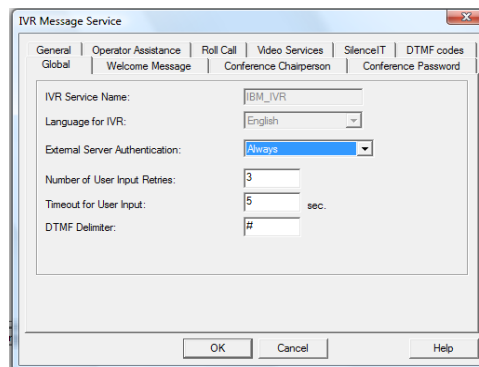 IVR Message Service
General Operator Assistance Roll Call Video Services SilenceIT DTMF codes
Global Welcome Message Conference Chairperson Conference Password
IVR Service Name: IBM_IVR
Language for IVR: English
External Server Authentication: Always
Number of User Input Retries: 3
Timeout for User Input: 5 sec.
DTMF Delimiter: #
OK Cancel Help